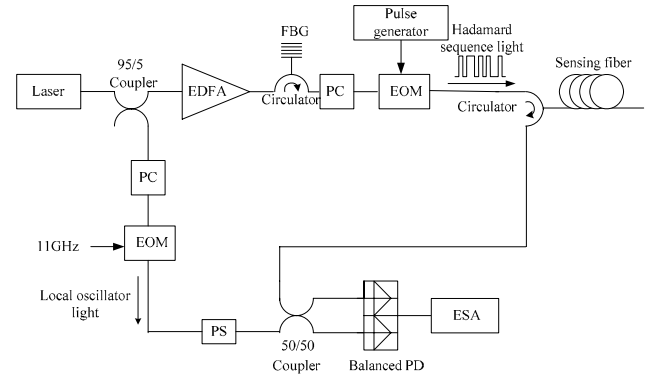 FBG
Pulse
generator
Hadamard
sequence light
95/5
Coupler
Sensing fiber
Laser
EDFA
Circulator
PC
EOM
Circulator
PC
11GHz
EOM
Local oscillator
light
PS
50/50
Coupler
Balanced PD
ESA